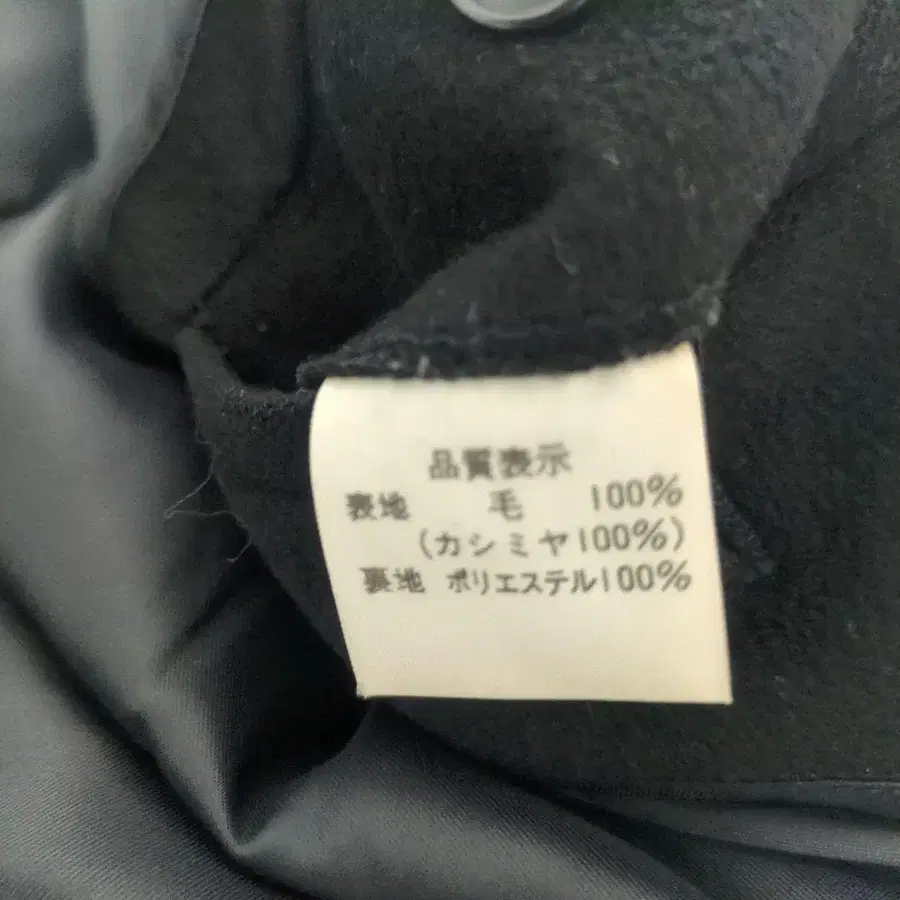 品質表示
表地 毛 100%
(カシミヤ100%)
裏地 ポリエステル100%